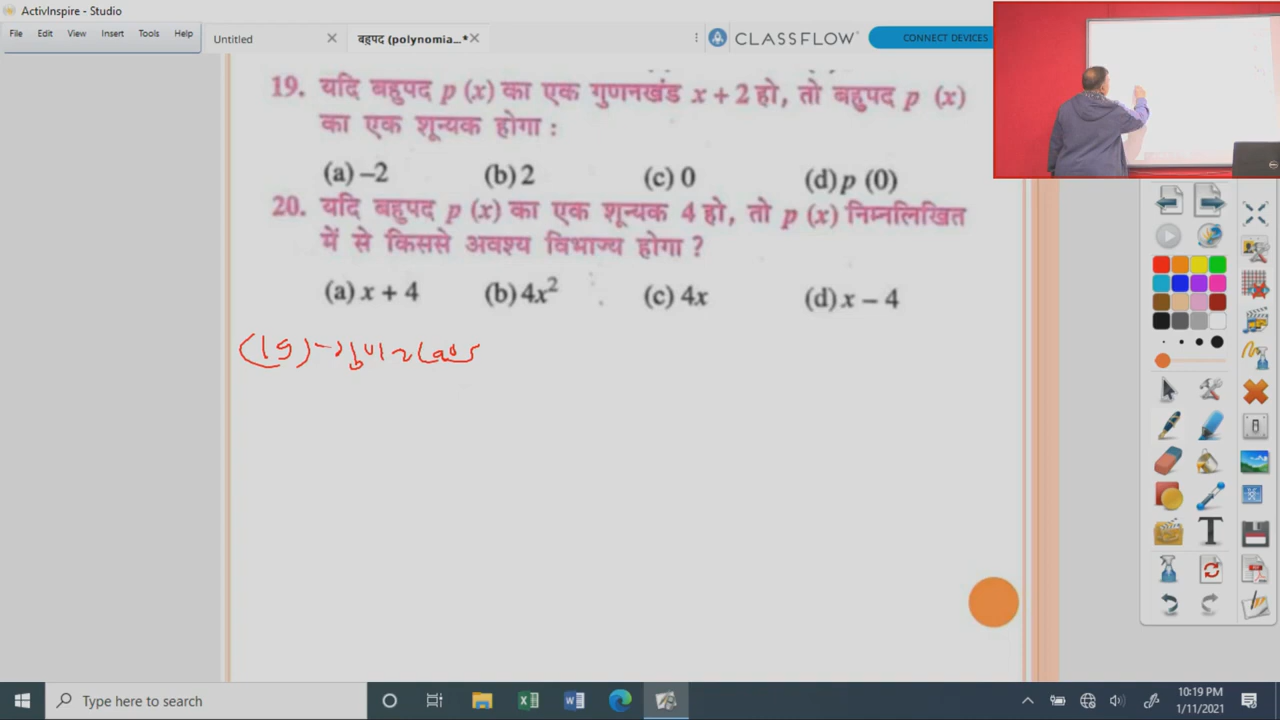 ActivInspire - Studio
File Edit View Insert Tools Help
Untitled
बहुपद (polynomia...*
CLASSFLOW
CONNECT DEVICES
19. यदि बहुपद p (x) का एक गुणनखंड x + 2 हो, तो बहुपद p (x)
का एक शून्यक होगा :
(a) –2 (b) 2 (c) 0 (d) p (0)
20. यदि बहुपद p (x) का एक शून्यक 4 हो, तो p (x) निम्नलिखित
में से किससे अवश्य विभाज्य होगा ?
(a) x + 4 (b) 4x² (c) 4x (d) x – 4
(19) →
T
Type here to search
10:19 PM
1/11/2021